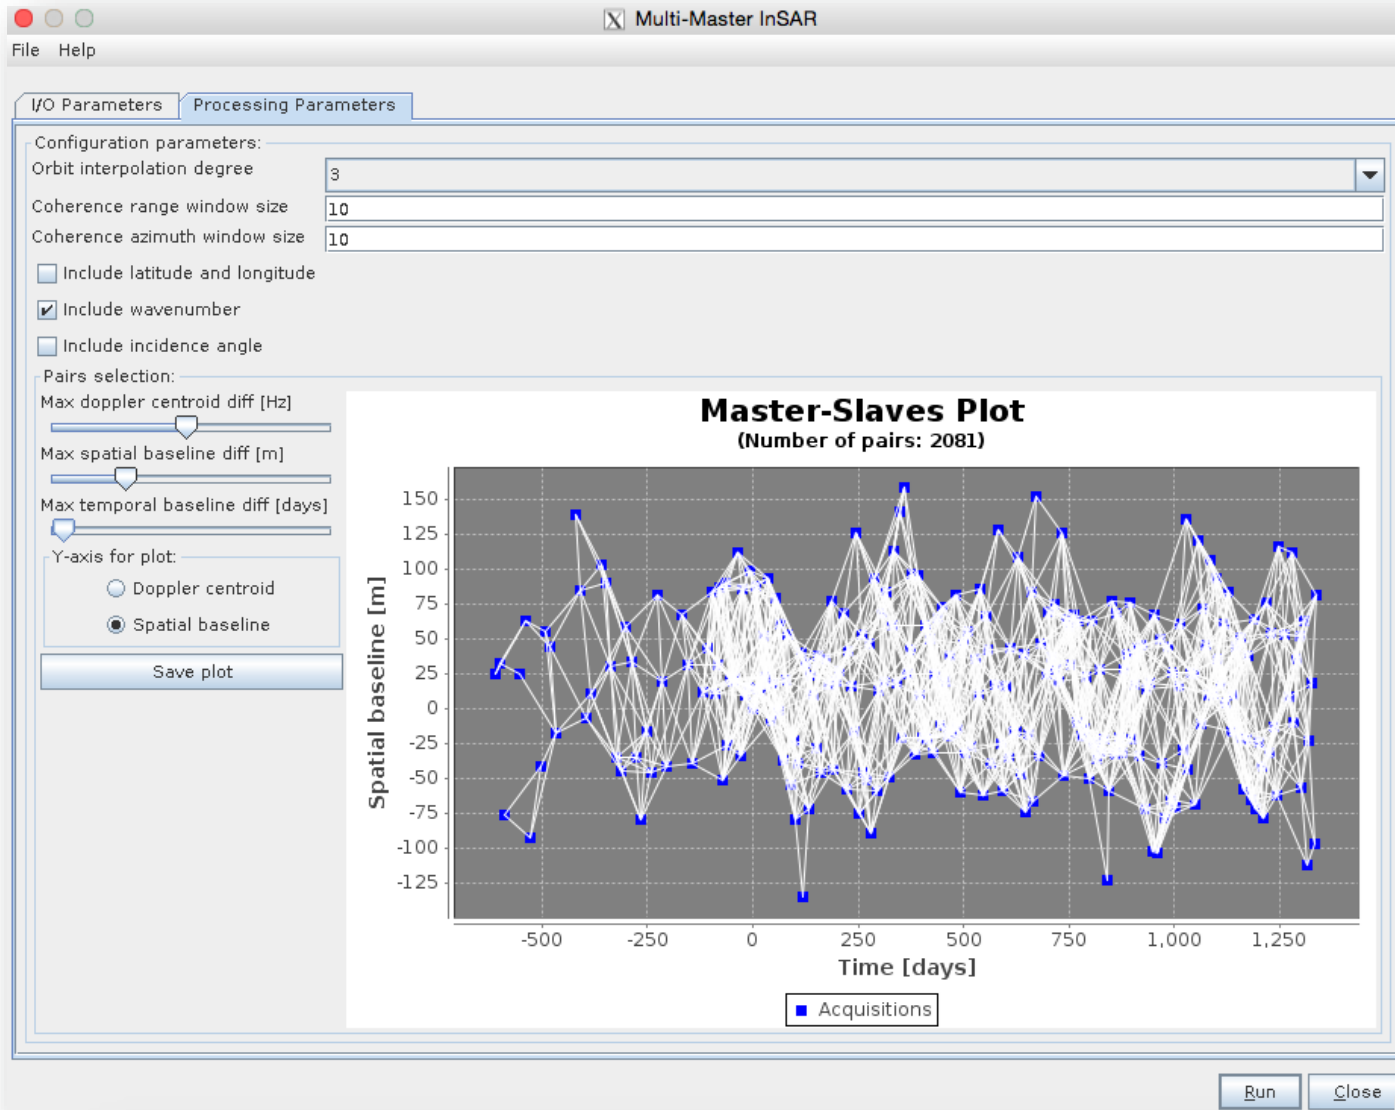 Multi-Master InSAR
File Help
I/O Parameters Processing Parameters
Configuration parameters:
Orbit interpolation degree 3
Coherence range window size 10
Coherence azimuth window size 10
Include latitude and longitude
Include wavenumber
Include incidence angle
Pairs selection:
Max doppler centroid diff [Hz]
Max spatial baseline diff [m]
Max temporal baseline diff [days]
Y-axis for plot:
Doppler centroid
Spatial baseline
Save plot
Master-Slaves Plot
(Number of pairs: 2081)
Spatial baseline [m]
150
125
100
75
50
25
0
-25
-50
-75
-100
-125
-500 -250 0 250 500 750 1,000 1,250
Time [days]
Acquisitions
Run Close